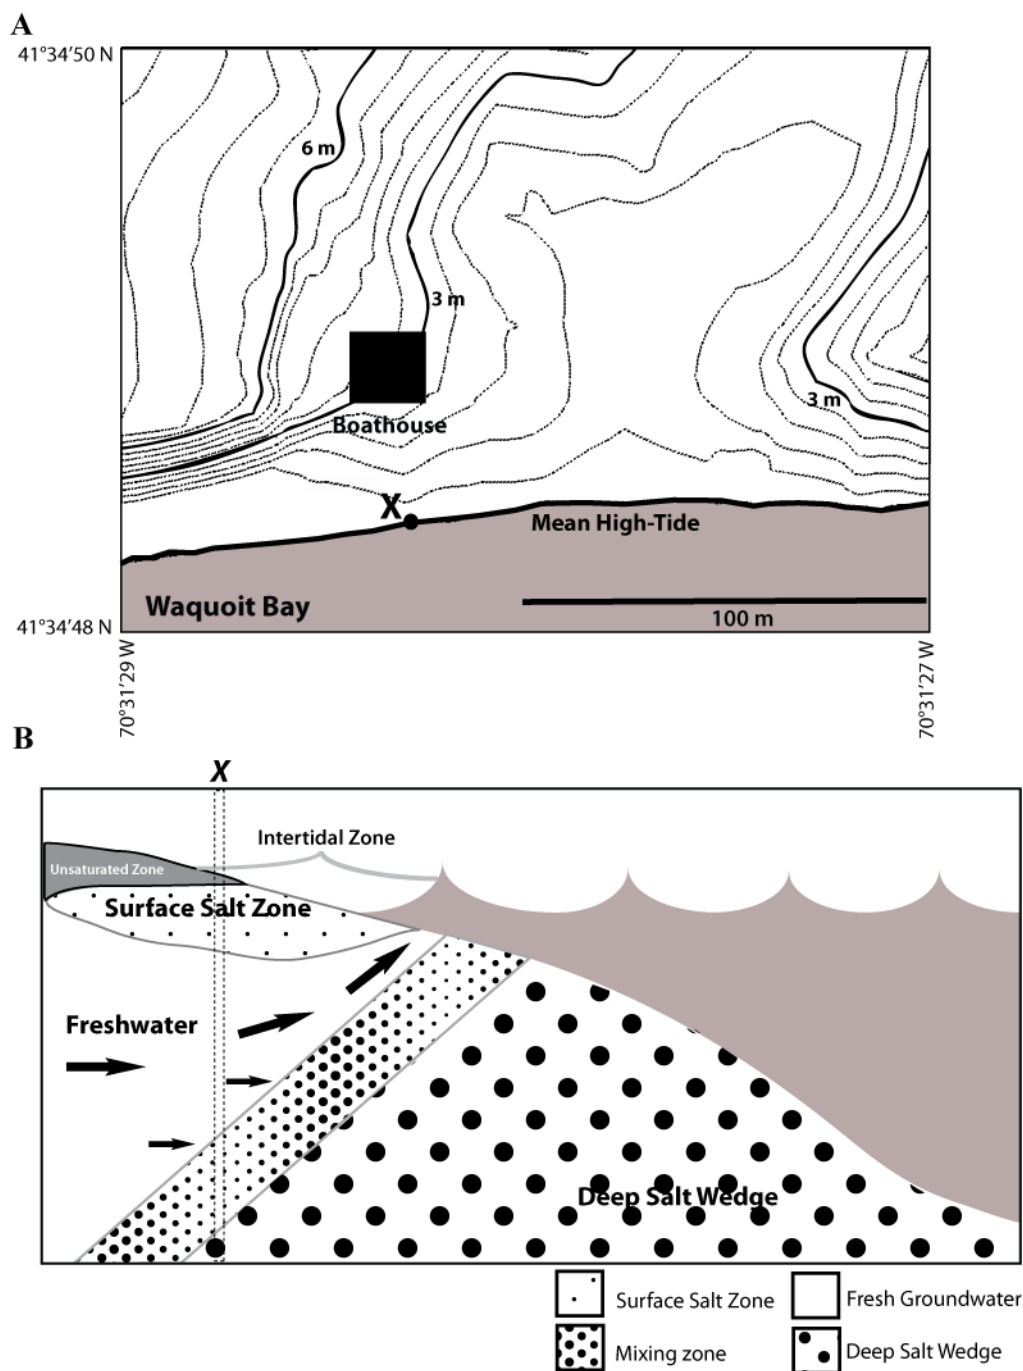 A
41°34′50 N
6 m
3 m
Boathouse
3 m
X
Mean High-Tide
Waquoit Bay
100 m
41°34′48 N
70°31′29 W
70°31′27 W
B
X
Intertidal Zone
Unsaturated Zone
Surface Salt Zone
Freshwater
Deep Salt Wedge
Surface Salt Zone
Fresh Groundwater
Mixing zone
Deep Salt Wedge